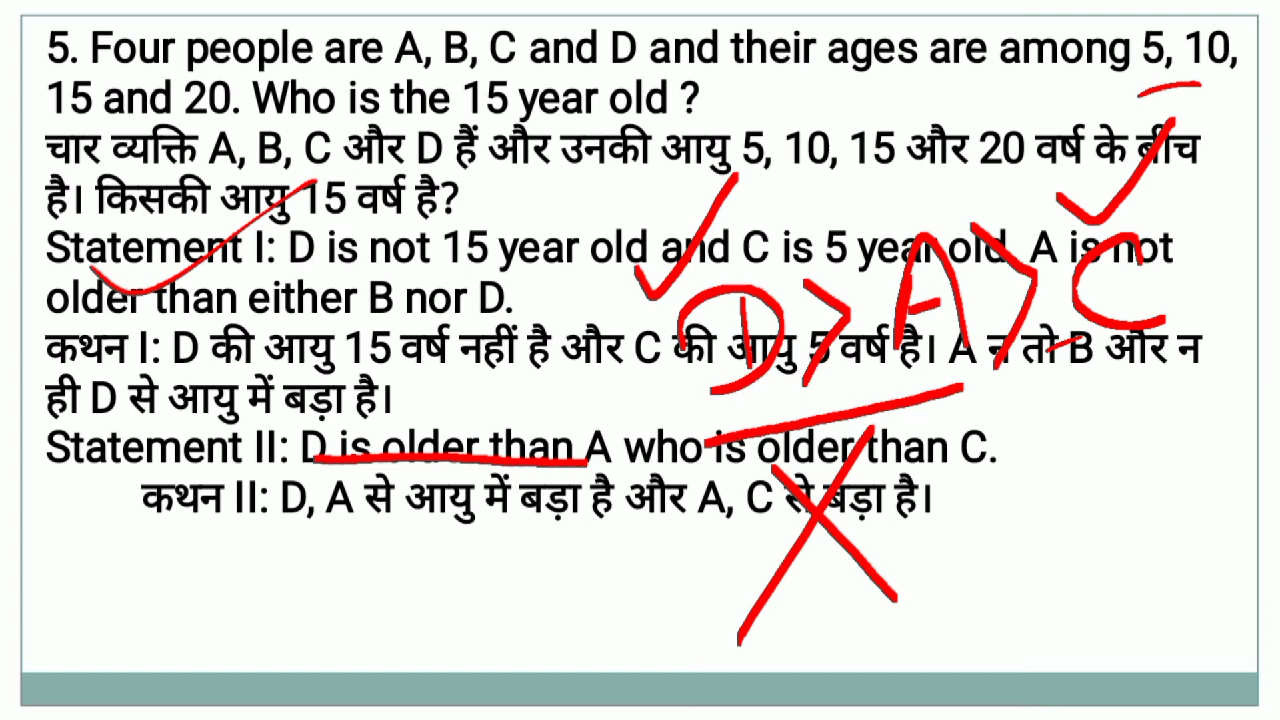 5. Four people are A, B, C and D and their ages are among 5, 10,
15 and 20. Who is the 15 year old ?
चार व्यक्ति A, B, C और D हैं और उनकी आयु 5, 10, 15 और 20 वर्ष के बीच
है। किसकी आयु 15 वर्ष है?
Statement I: D is not 15 year old and C is 5 year old. A is not
older than either B nor D.
कथन I: D की आयु 15 वर्ष नहीं है और C की आयु 5 वर्ष है। A न तो B और न
ही D से आयु में बड़ा है।
Statement II: D is older than A who is older than C.
कथन II: D, A से आयु में बड़ा है और A, C से बड़ा है।
D > A > C